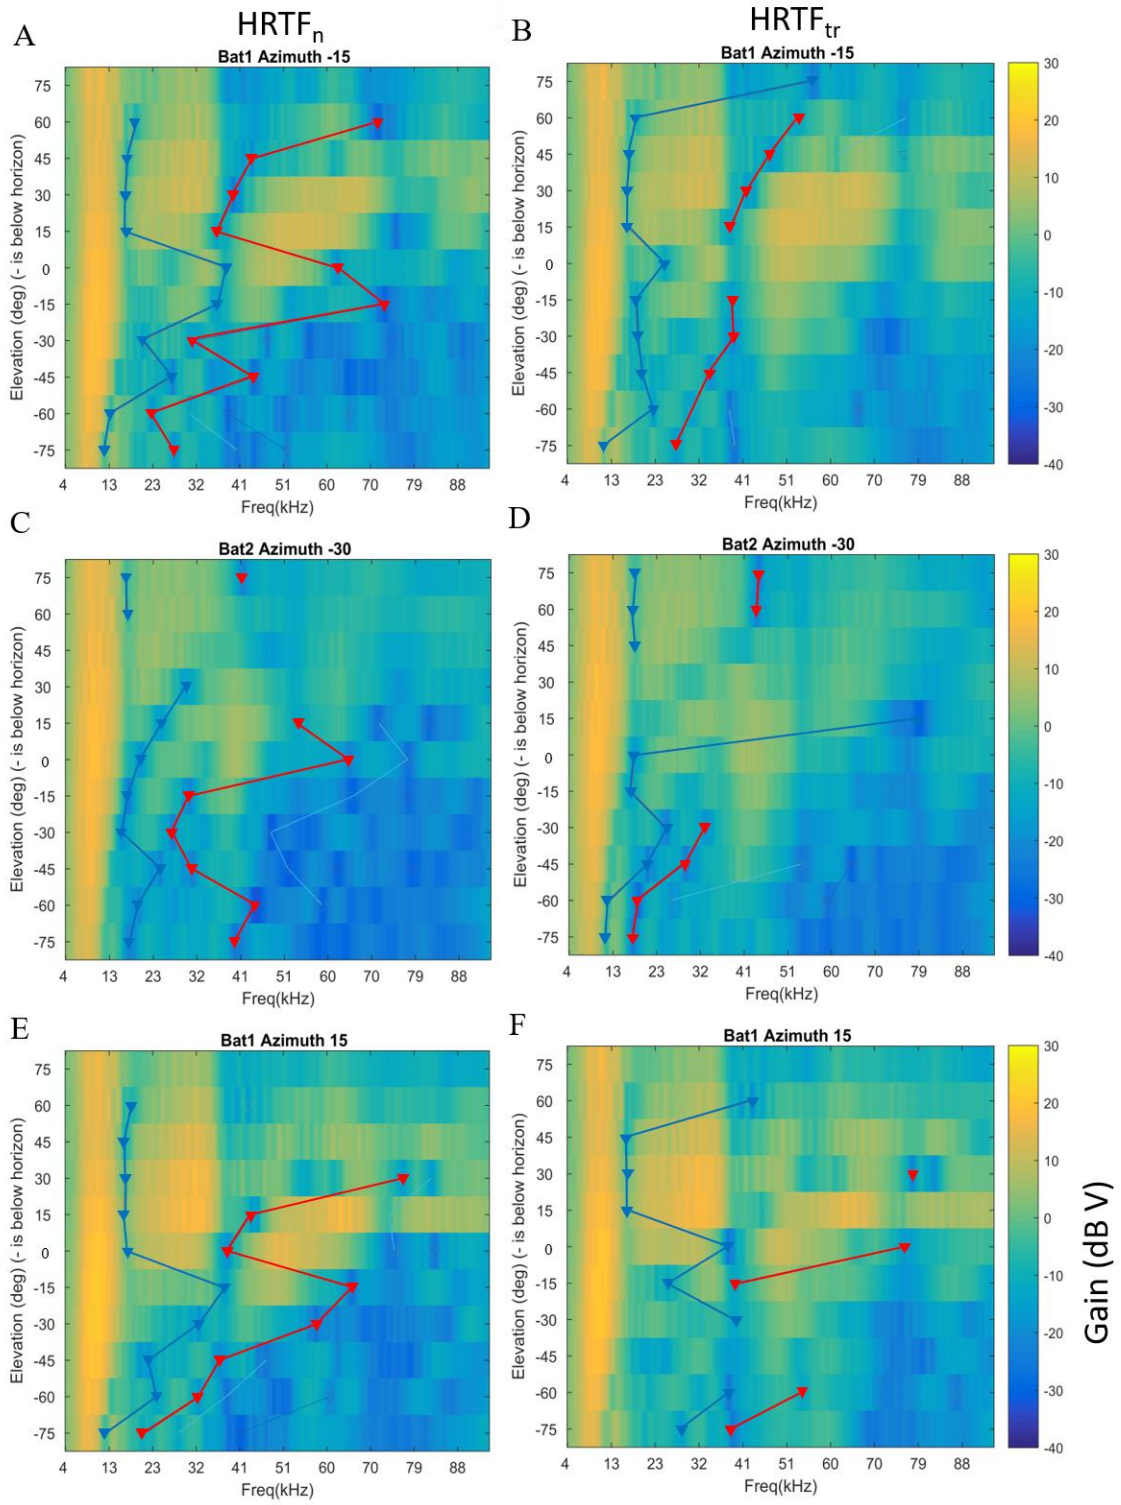 HRTFn
HRTFtr
A
Bat1 Azimuth -15
Elevation (deg) (- is below horizon)
75
60
45
30
15
0
-15
-30
-45
-60
-75
4 13 23 32 41 51 60 70 79 88
Freq(kHz)
B
Bat1 Azimuth -15
Elevation (deg) (- is below horizon)
75
60
45
30
15
0
-15
-30
-45
-60
-75
4 13 23 32 41 51 60 70 79 88
Freq(kHz)
30
20
10
0
-10
-20
-30
-40
C
Bat2 Azimuth -30
Elevation (deg) (- is below horizon)
75
60
45
30
15
0
-15
-30
-45
-60
-75
4 13 23 32 41 51 60 70 79 88
Freq(kHz)
D
Bat2 Azimuth -30
Elevation (deg) (- is below horizon)
75
60
45
30
15
0
-15
-30
-45
-60
-75
4 13 23 32 41 51 60 70 79 88
Freq(kHz)
30
20
10
0
-10
-20
-30
-40
E
Bat1 Azimuth 15
Elevation (deg) (- is below horizon)
75
60
45
30
15
0
-15
-30
-45
-60
-75
4 13 23 32 41 51 60 70 79 88
Freq(kHz)
F
Bat1 Azimuth 15
Elevation (deg) (- is below horizon)
75
60
45
30
15
0
-15
-30
-45
-60
-75
4 13 23 32 41 51 60 70 79 88
Freq(kHz)
30
20
10
0
-10
-20
-30
-40
Gain (dB V)